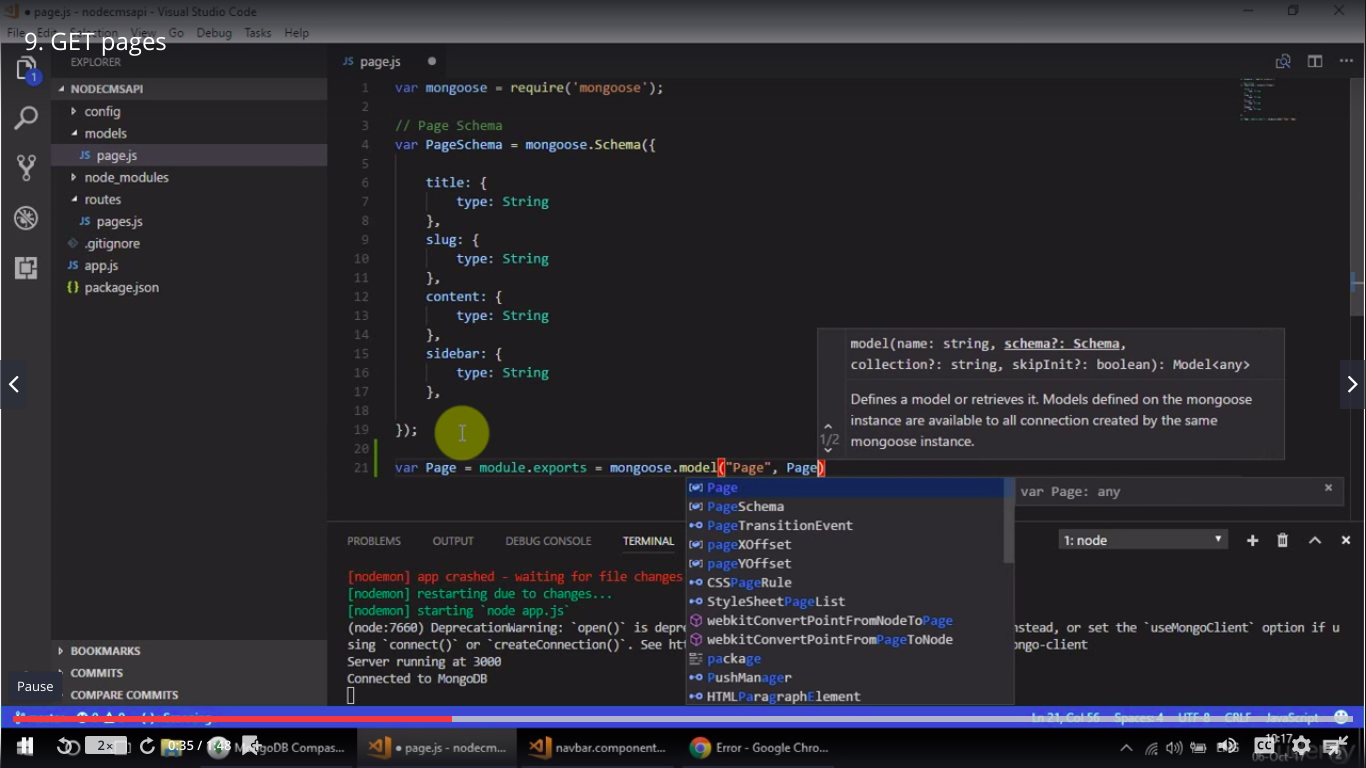 page.js - nodecmsapi - Visual Studio Code
File Edit Selection View Go Debug Tasks Help
9. GET pages
EXPLORER
NODECMSAPI
config
models
JS page.js
node_modules
routes
JS pages.js
.gitignore
JS app.js
{} package.json
BOOKMARKS
COMMITS
COMPARE COMMITS
1
JS page.js
1 var mongoose = require('mongoose');
2
3 // Page Schema
4 var PageSchema = mongoose.Schema({
5
6 title: {
7 type: String
8 },
9 slug: {
10 type: String
11 },
12 content: {
13 type: String
14 },
15 sidebar: {
16 type: String
17 },
18
19 });
20
21 var Page = module.exports = mongoose.model("Page", Page)
model(name: string, schema?: Schema,
collection?: string, skipInit?: boolean): Model<any>
Defines a model or retrieves it. Models defined on the mongoose
instance are available to all connection created by the same
mongoose instance.
1/2
Page
PageSchema
PageTransitionEvent
pageXOffset
pageYOffset
CSSPageRule
StyleSheetPageList
webkitConvertPointFromNodeToPage
webkitConvertPointFromPageToNode
package
PushManager
HTMLParagraphElement
var Page: any
PROBLEMS OUTPUT DEBUG CONSOLE TERMINAL
1: node
[nodemon] app crashed - waiting for file changes
[nodemon] restarting due to changes...
[nodemon] starting `node app.js`
(node:7660) DeprecationWarning: `open()` is depre nstead, or set the `useMongoClient` option if u
sing `connect()` or `createConnection()`. See ht ongo-client
Server running at 3000
Connected to MongoDB
Pause
Ln 21, Col 56 Spaces: 4 UTF-8 CRLF JavaScript
2x
0:35 / 1:48
MongoDB Compas...
page.js - nodecm...
navbar.component...
Error - Google Chro...
CC
10:17
06-Oct-17